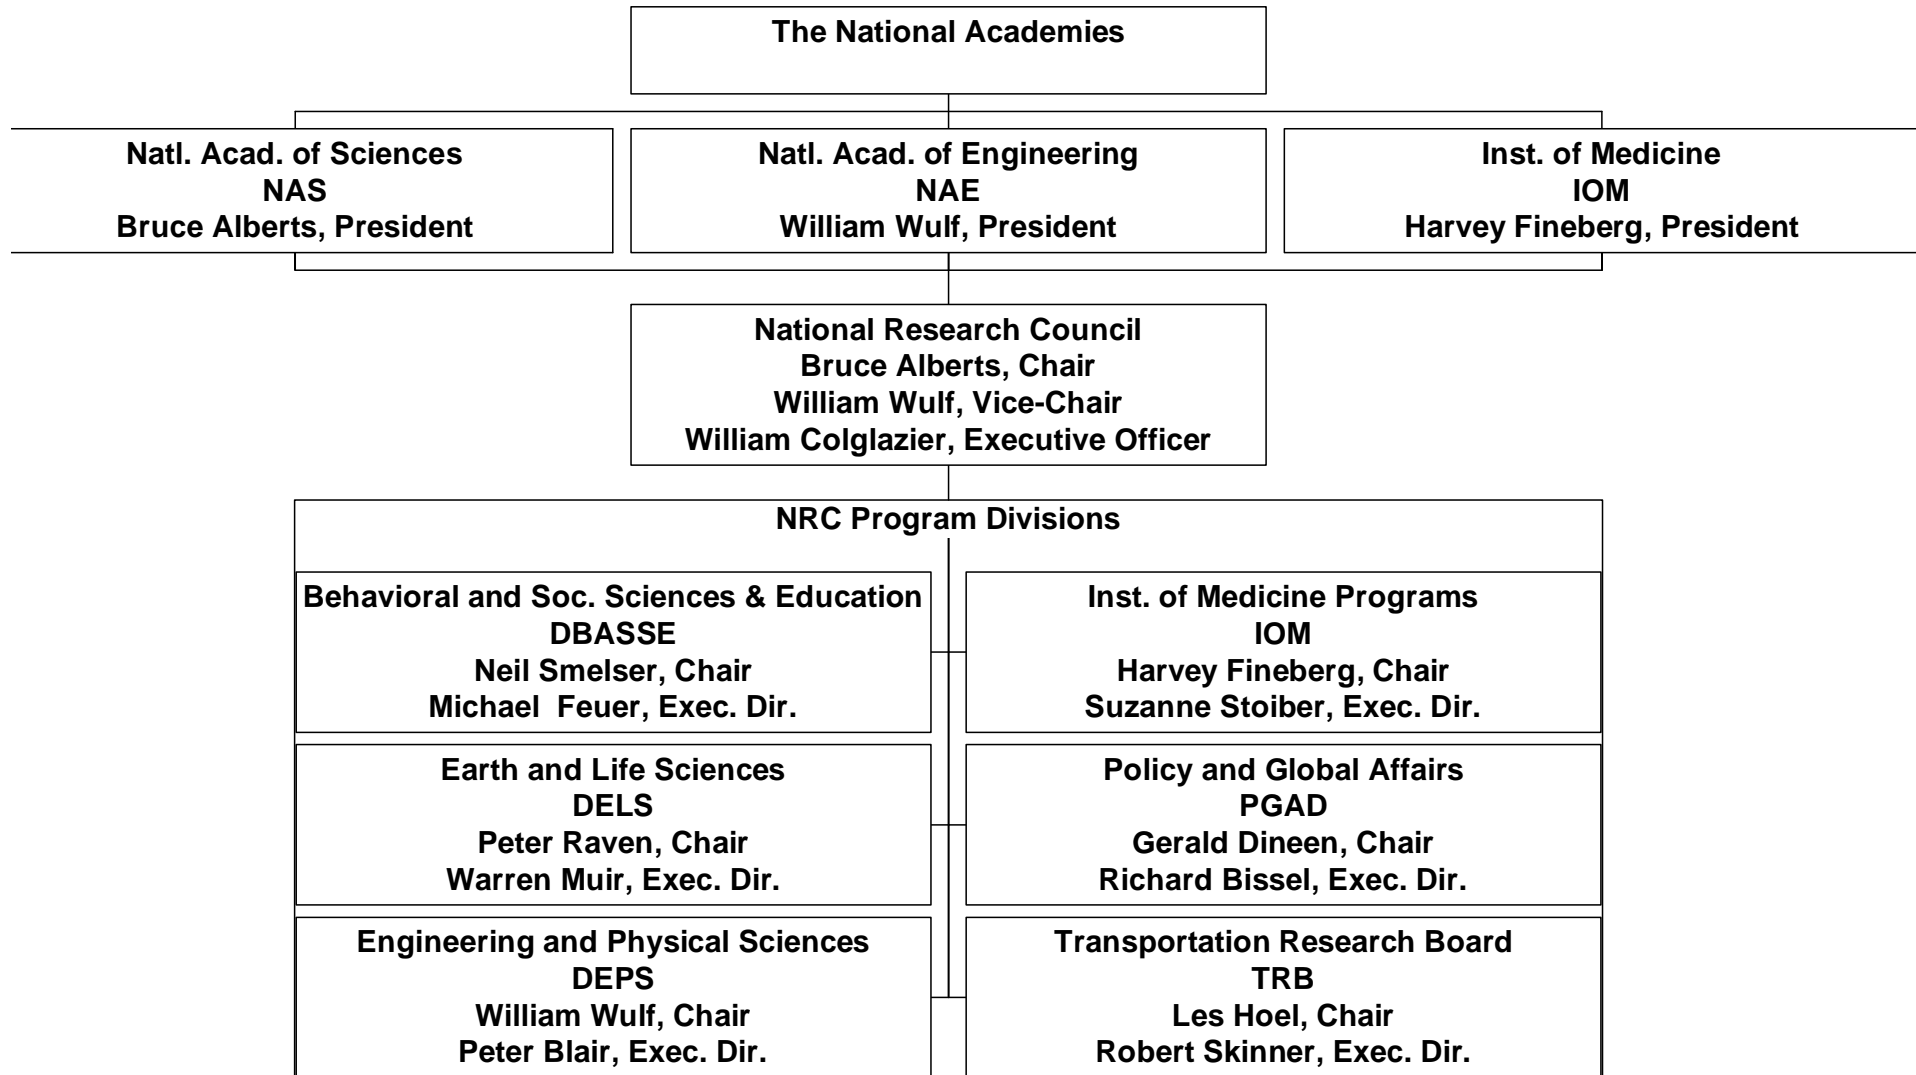 The National Academies
Natl. Acad. of Sciences
NAS
Bruce Alberts, President
Natl. Acad. of Engineering
NAE
William Wulf, President
Inst. of Medicine
IOM
Harvey Fineberg, President
National Research Council
Bruce Alberts, Chair
William Wulf, Vice-Chair
William Colglazier, Executive Officer
NRC Program Divisions
Behavioral and Soc. Sciences & Education
DBASSE
Neil Smelser, Chair
Michael  Feuer, Exec. Dir.
Inst. of Medicine Programs
IOM
Harvey Fineberg, Chair
Suzanne Stoiber, Exec. Dir.
Earth and Life Sciences
DELS
Peter Raven, Chair
Warren Muir, Exec. Dir.
Policy and Global Affairs
PGAD
Gerald Dineen, Chair
Richard Bissel, Exec. Dir.
Engineering and Physical Sciences
DEPS
William Wulf, Chair
Peter Blair, Exec. Dir.
Transportation Research Board
TRB
Les Hoel, Chair
Robert Skinner, Exec. Dir.